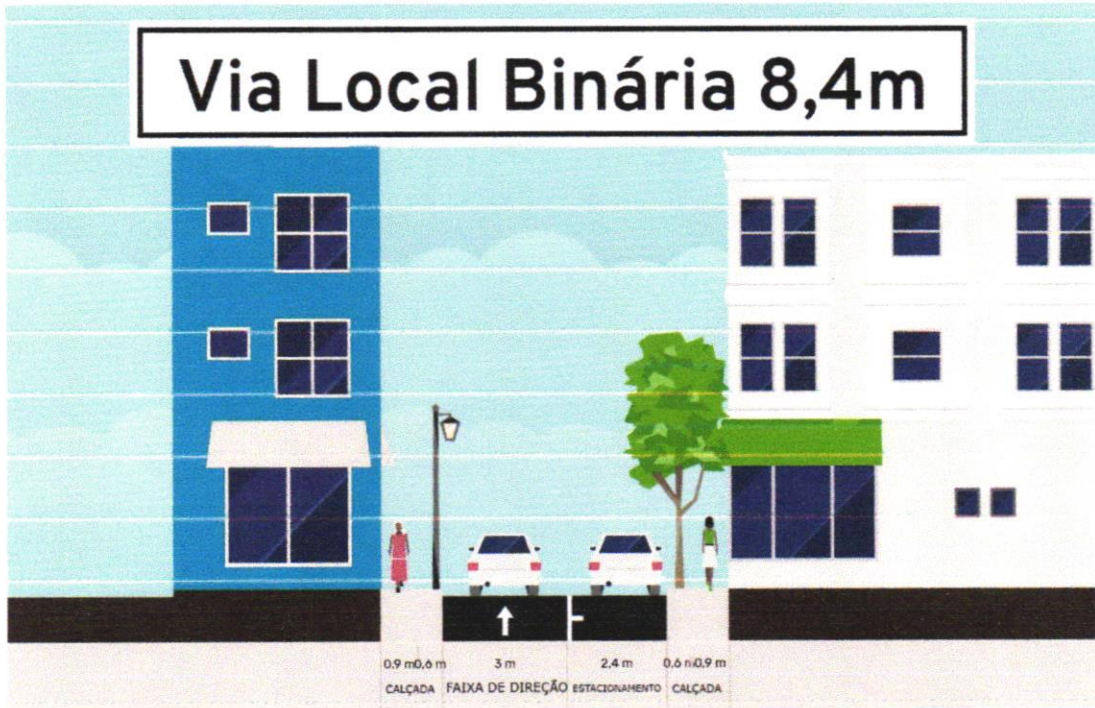 Via Local Binária 8,4m
0,9 m 0,6 m 3 m 2,4 m 0,6 m 0,9 m
CALÇADA FAIXA DE DIREÇÃO ESTACIONAMENTO CALÇADA